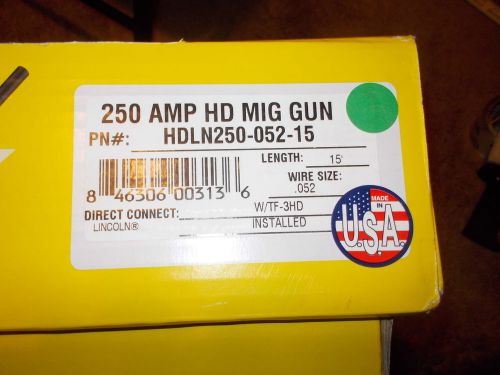 250 AMP HD MIG GUN
PN#: HDLN250-052-15
LENGTH: 15'
WIRE SIZE: .052
8 46306 00313 6
W/TF-3HD
DIRECT CONNECT: INSTALLED
LINCOLN®
MADE IN
U.S.A.